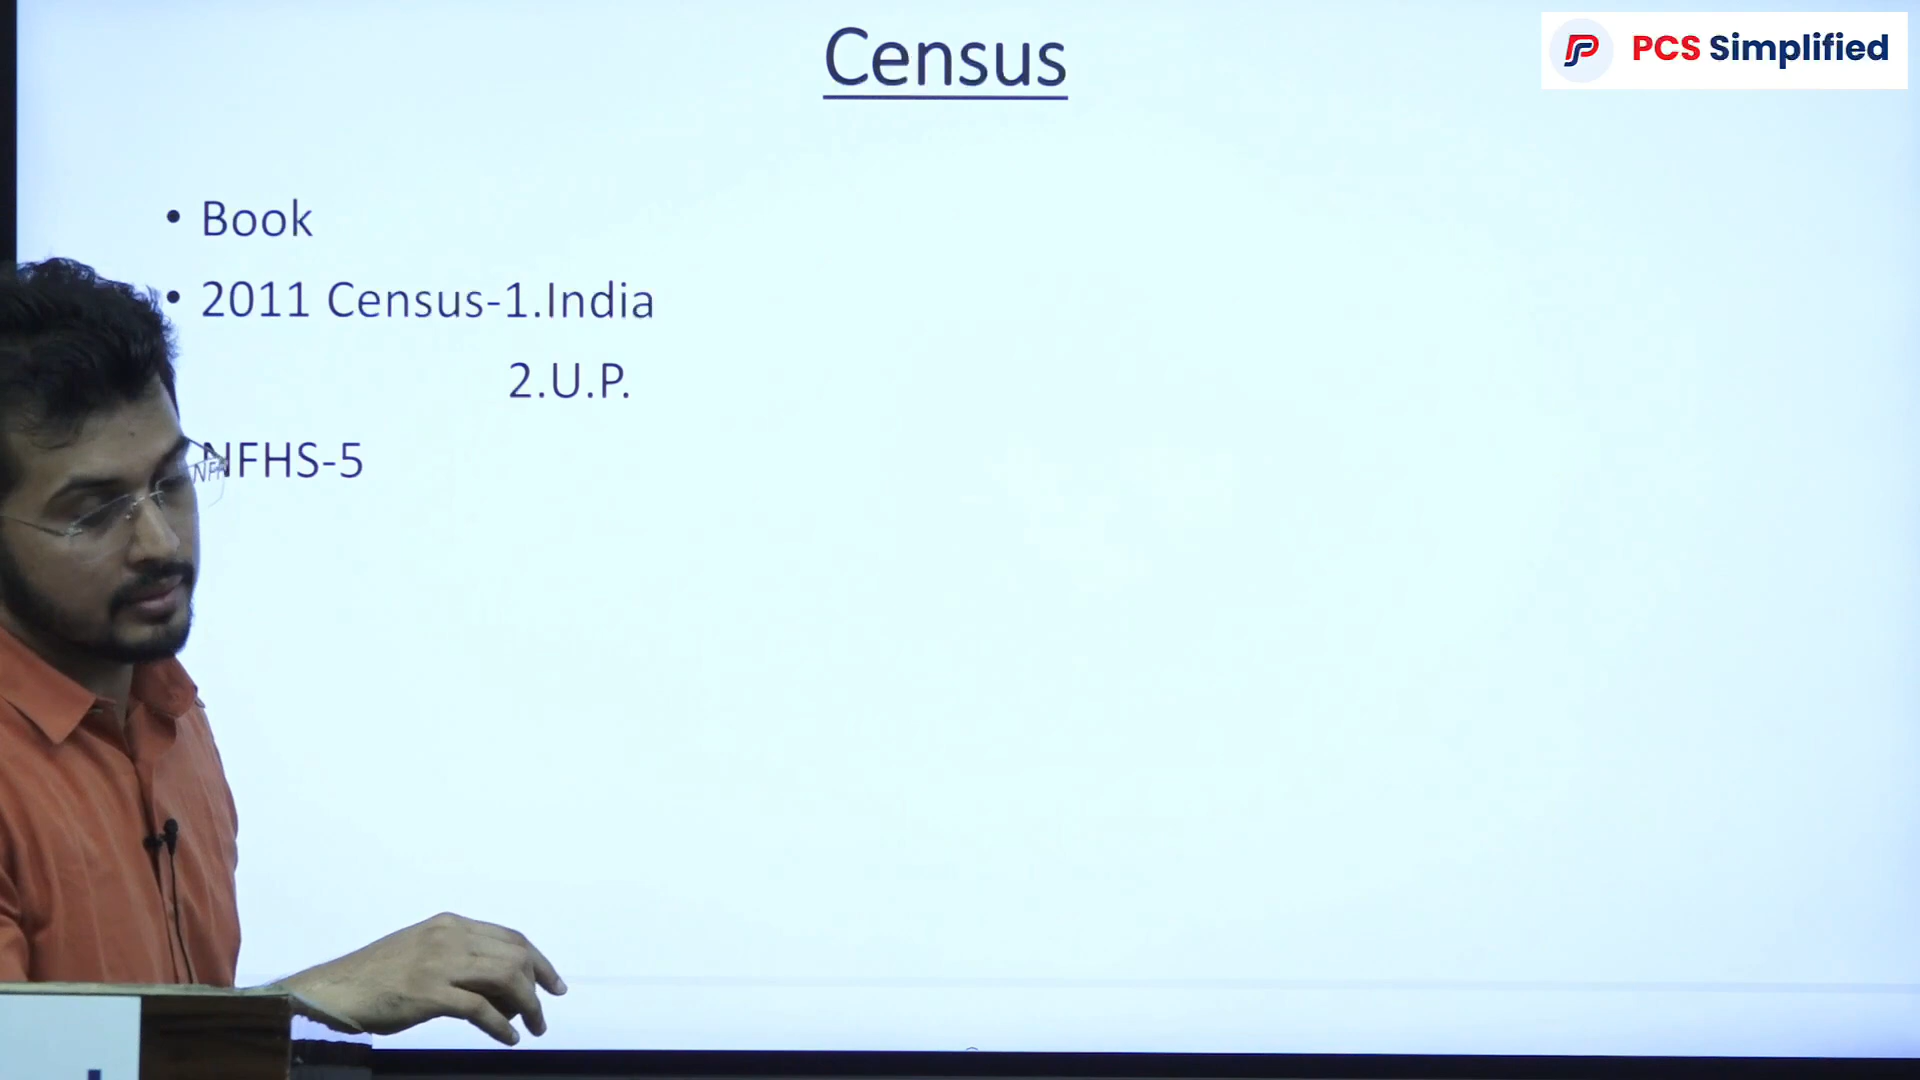 Census
PCS Simplified
• Book
• 2011 Census-1.India
2.U.P.
NFHS-5